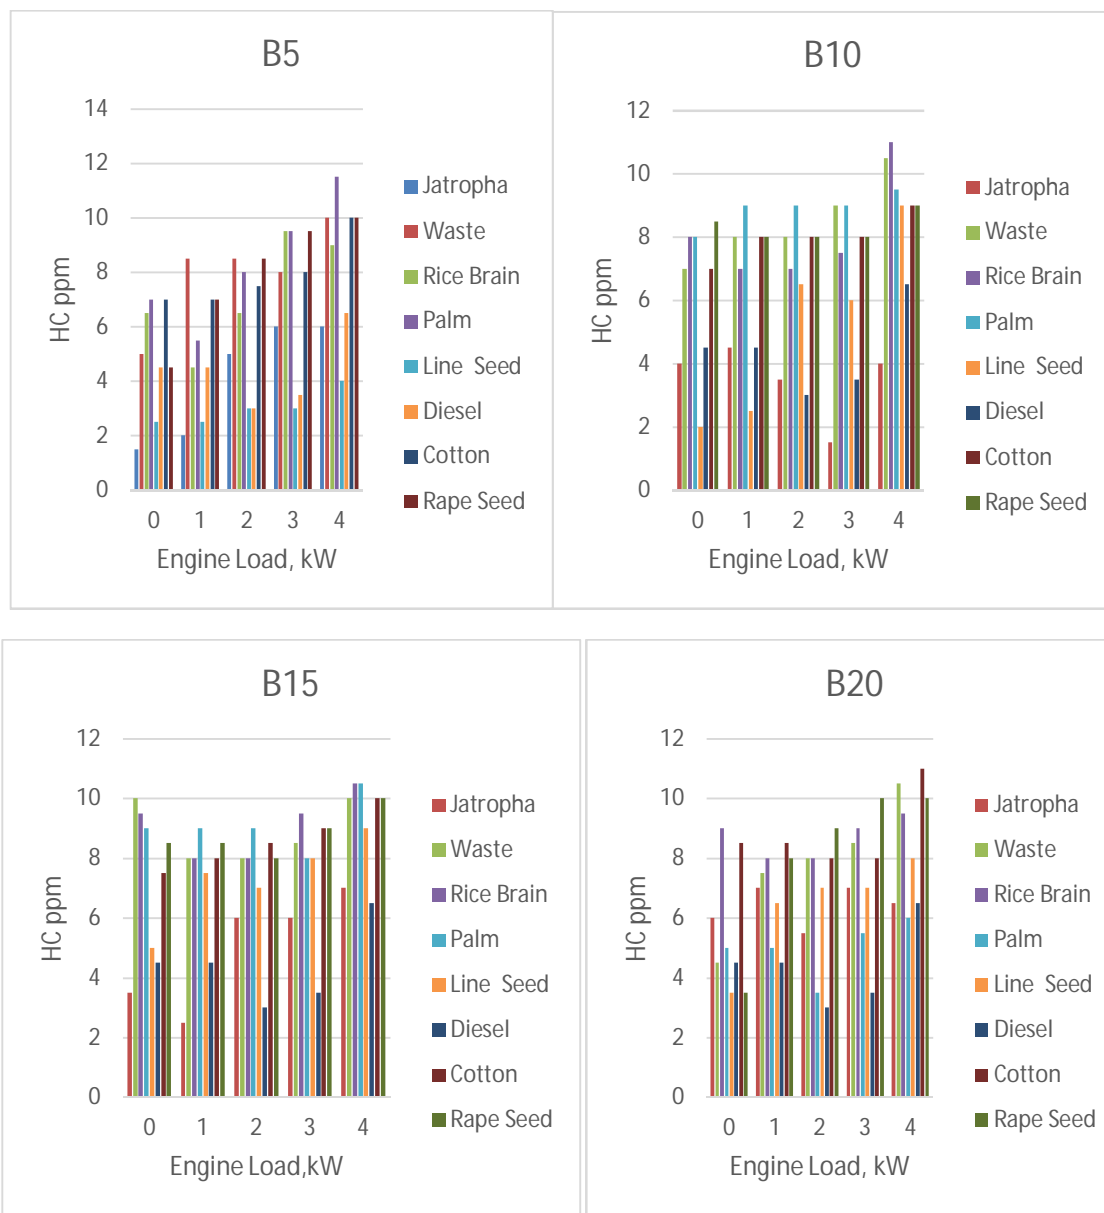 B5
14
12
10
8
6
4
2
0
HC ppm
0 1 2 3 4
Engine Load, kW
Jatropha
Waste
Rice Brain
Palm
Line Seed
Diesel
Cotton
Rape Seed
B10
12
10
8
6
4
2
0
HC ppm
0 1 2 3 4
Engine Load, kW
Jatropha
Waste
Rice Brain
Palm
Line Seed
Diesel
Cotton
Rape Seed
B15
12
10
8
6
4
2
0
HC ppm
0 1 2 3 4
Engine Load,kW
Jatropha
Waste
Rice Brain
Palm
Line Seed
Diesel
Cotton
Rape Seed
B20
12
10
8
6
4
2
0
HC ppm
0 1 2 3 4
Engine Load, kW
Jatropha
Waste
Rice Brain
Palm
Line Seed
Diesel
Cotton
Rape Seed